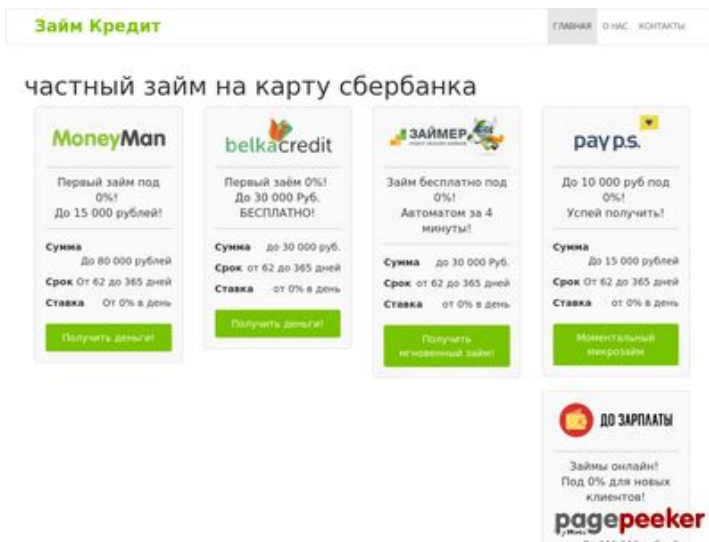 Займ Кредит
ГЛАВНАЯ О НАС КОНТАКТЫ
частный займ на карту сбербанка
MoneyMan
Первый займ под
0%!
До 15 000 рублей!
Сумма
До 80 000 рублей
Срок От 62 до 365 дней
Ставка От 0% в день
Получить деньги!
belkacredit
Первый заём 0%!
До 30 000 Руб.
БЕСПЛАТНО!
Сумма до 30 000 руб.
Срок от 62 до 365 дней
Ставка от 0% в день
Получить деньги!
ЗАЙМЕР
Займ бесплатно под
0%!
Автоматом за 4
минуты!
Сумма до 30 000 Руб.
Срок от 62 до 365 дней
Ставка от 0% в день
Получить
мгновенный займ!
pay p.s.
До 10 000 руб под
0%!
Успей получить!
Сумма
До 15 000 рублей
Срок От 62 до 365 дней
Ставка От 0% в день
Моментальный
микрозайм
ДО ЗАРПЛАТЫ
Займы онлайн!
Под 0% для новых
клиентов!
pagepeeker